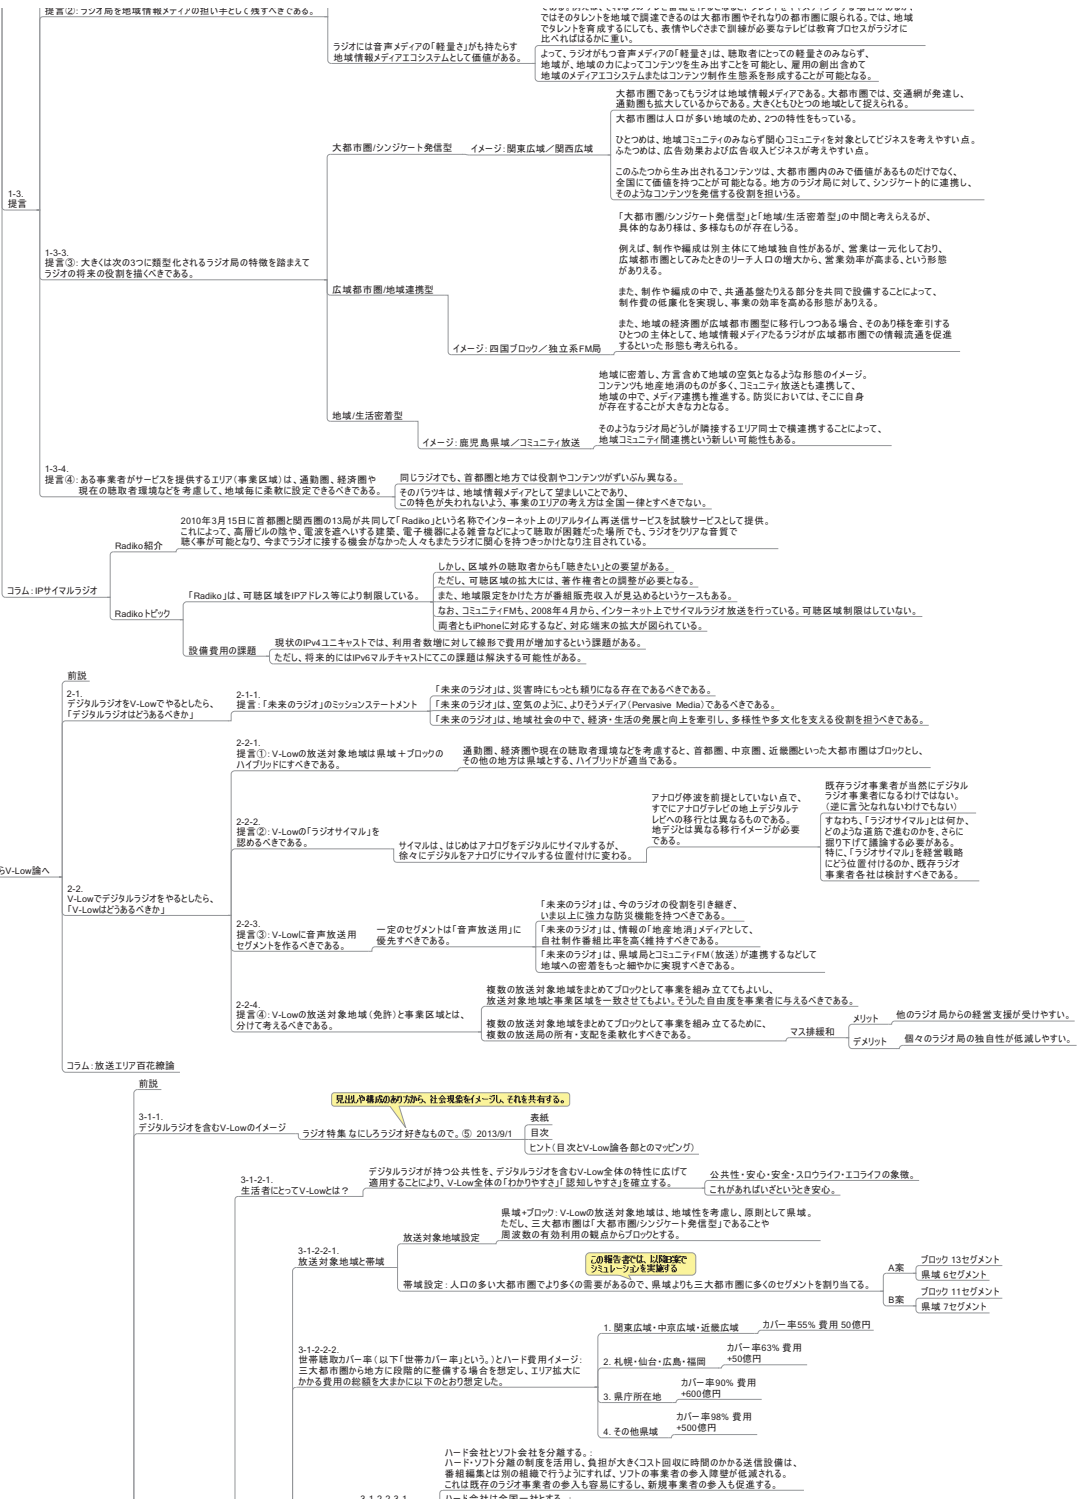 提言②: ラジオ局を地域情報メディアの担い手として残すべきである。
ではそのタレントを地域で調達できるのは大都市圏やそれなりの都市圏に限られる。では、地域
でタレントを育成するにしても、表情やしぐさまで訓練が必要なテレビは教育プロセスがラジオに
比べればはるかに重い。
ラジオには音声メディアの「軽量さ」がも持たらす
地域情報メディアエコシステムとして価値がある。
よって、ラジオがもつ音声メディアの「軽量さ」は、聴取者にとっての軽量さのみならず、
地域が、地域の力によってコンテンツを生み出すことを可能とし、雇用の創出含めて
地域のメディアエコシステムまたはコンテンツ制作生態系を形成することが可能となる。
1-3.
提言
1-3-3.
提言③: 大きくは次の3つに類型化されるラジオ局の特徴を踏まえて
ラジオの将来の役割を描くべきである。
大都市圏/シンジケート発信型
イメージ: 関東広域／関西広域
大都市圏であってもラジオは地域情報メディアである。大都市圏では、交通網が発達し、
通勤圏も拡大しているからである。大きくともひとつの地域として捉えられる。
大都市圏は人口が多い地域のため、2つの特性をもっている。
ひとつめは、地域コミュニティのみならず関心コミュニティを対象としてビジネスを考えやすい点。
ふたつめは、広告効果および広告収入ビジネスが考えやすい点。
このふたつから生み出されるコンテンツは、大都市圏内のみで価値があるものだけでなく、
全国にて価値を持つことが可能となる。地方のラジオ局に対して、シンジケート的に連携し、
そのようなコンテンツを発信する役割を担いうる。
広域都市圏/地域連携型
イメージ: 四国ブロック／独立系FM局
「大都市圏/シンジケート発信型」と「地域/生活密着型」の中間と考えらえるが、
具体的なあり様は、多様なものが存在しうる。
例えば、制作や編成は別主体にて地域独自性があるが、営業は一元化しており、
広域都市圏としてみたときのリーチ人口の増大から、営業効率が高まる、という形態
がありえる。
また、制作や編成の中で、共通基盤たりえる部分を共同で設備することによって、
制作費の低廉化を実現し、事業の効率を高める形態がありえる。
また、地域の経済圏が広域都市圏型に移行しつつある場合、そのあり様を牽引する
ひとつの主体として、地域情報メディアたるラジオが広域都市圏での情報流通を促進
するといった形態も考えられる。
地域/生活密着型
イメージ: 鹿児島県域／コミュニティ放送
地域に密着し、方言含めて地域の空気となるような形態のイメージ。
コンテンツも地産地消のものが多く、コミュニティ放送とも連携して、
地域の中で、メディア連携も推進する。防災においては、そこに自身
が存在することが大きな力となる。
そのようなラジオ局どうしが隣接するエリア同士で横連携することによって、
地域コミュニティ間連携という新しい可能性もある。
1-3-4.
提言④: ある事業者がサービスを提供するエリア（事業区域）は、通勤圏、経済圏や
現在の聴取者環境などを考慮して、地域毎に柔軟に設定できるべきである。
同じラジオでも、首都圏と地方では役割やコンテンツがずいぶん異なる。
そのバラツキは、地域情報メディアとして望ましいことであり、
この特色が失われないよう、事業のエリアの考え方は全国一律とすべきでない。
コラム: IPサイマルラジオ
Radiko紹介
2010年3月15日に首都圏と関西圏の13局が共同して「Radiko」という名称でインターネット上のリアルタイム再送信サービスを試験サービスとして提供。
これによって、高層ビルの陰や、電波を遮へいする建築、電子機器による雑音などによって聴取が困難だった場所でも、ラジオをクリアな音質で
聴く事が可能となり、今までラジオに接する機会がなかった人々もまたラジオに関心を持つきっかけとなり注目されている。
Radikoトピック
「Radiko」は、可聴区域をIPアドレス等により制限している。
しかし、区域外の聴取者からも「聴きたい」との要望がある。
ただし、可聴区域の拡大には、著作権者との調整が必要となる。
また、地域限定をかけた方が番組販売収入が見込めるというケースもある。
なお、コミュニティFMも、2008年4月から、インターネット上でサイマルラジオ放送を行っている。可聴区域制限はしていない。
両者ともiPhoneに対応するなど、対応端末の拡大が図られている。
設備費用の課題
現状のIPv4ユニキャストでは、利用者数増に対して線形で費用が増加するという課題がある。
ただし、将来的にはIPv6マルチキャストにてこの課題は解決する可能性がある。
らV-Low論へ
前説
2-1.
デジタルラジオをV-Lowでやるとしたら、
「デジタルラジオはどうあるべきか」
2-1-1.
提言: 「未来のラジオ」のミッションステートメント
「未来のラジオ」は、災害時にもっとも頼りになる存在であるべきである。
「未来のラジオ」は、空気のように、よりそうメディア（Pervasive Media）であるべきである。
「未来のラジオ」は、地域社会の中で、経済・生活の発展と向上を牽引し、多様性や多文化を支える役割を担うべきである。
2-2.
V-Lowでデジタルラジオをやるとしたら、
「V-Lowはどうあるべきか」
2-2-1.
提言①: V-Lowの放送対象地域は県域＋ブロックの
ハイブリッドにすべきである。
通勤圏、経済圏や現在の聴取者環境などを考慮すると、首都圏、中京圏、近畿圏といった大都市圏はブロックとし、
その他の地方は県域とする、ハイブリッドが適当である。
2-2-2.
提言②: V-Lowの「ラジオサイマル」を
認めるべきである。
サイマルは、はじめはアナログをデジタルにサイマルするが、
徐々にデジタルをアナログにサイマルする位置付けに変わる。
アナログ停波を前提としていない点で、
すでにアナログテレビの地上デジタルテ
レビへの移行とは異なるものである。
地デジとは異なる移行イメージが必要
である。
既存ラジオ事業者が当然にデジタル
ラジオ事業者になるわけではない。
（逆に言うとなれないわけでもない）
すなわち、「ラジオサイマル」とは何か、
どのような道筋で進むのかを、さらに
掘り下げて議論する必要がある。
特に、「ラジオサイマル」を経営戦略
にどう位置付けるのか、既存ラジオ
事業者各社は検討すべきである。
2-2-3.
提言③: V-Lowに音声放送用
セグメントを作るべきである。
一定のセグメントは「音声放送用」に
優先すべきである。
「未来のラジオ」は、今のラジオの役割を引き継ぎ、
いま以上に強力な防災機能を持つべきである。
「未来のラジオ」は、情報の「地産地消」メディアとして、
自社制作番組比率を高く維持すべきである。
「未来のラジオ」は、県域局とコミュニティFM（放送）が連携するなどして
地域への密着をもっと細やかに実現すべきである。
2-2-4.
提言④: V-Lowの放送対象地域（免許）と事業区域とは、
分けて考えるべきである。
複数の放送対象地域をまとめてブロックとして事業を組み立ててもよいし、
放送対象地域と事業区域を一致させてもよい。そうした自由度を事業者に与えるべきである。
複数の放送対象地域をまとめてブロックとして事業を組み立てるために、
複数の放送局の所有・支配を柔軟化すべきである。
マス排緩和
メリット
他のラジオ局からの経営支援が受けやすい。
デメリット
個々のラジオ局の独自性が低減しやすい。
コラム: 放送エリア百花繚論
前説
3-1-1.
デジタルラジオを含むV-Lowのイメージ
見出しや構成のあり方から、社会現象をイメージし、それを共有する。
ラジオ特集 なにしろラジオ好きなもので。⑤ 2013/9/1
表紙
目次
ヒント（目次とV-Low論各部とのマッピング）
3-1-2-1.
生活者にとってV-Lowとは？
デジタルラジオが持つ公共性を、デジタルラジオを含むV-Low全体の特性に広げて
適用することにより、V-Low全体の「わかりやすさ」「認知しやすさ」を確立する。
公共性・安心・安全・スロウライフ・エコライフの象徴。
これがあればいざというとき安心。
3-1-2-2-1.
放送対象地域と帯域
放送対象地域設定
県域+ブロック: V-Lowの放送対象地域は、地域性を考慮し、原則として県域。
ただし、三大都市圏は「大都市圏/シンジケート発信型」であることや
周波数の有効利用の観点からブロックとする。
この報告書では、以降B案で
シミュレーションを実施する
帯域設定: 人口の多い大都市圏でより多くの需要があるので、県域よりも三大都市圏に多くのセグメントを割り当てる。
A案
ブロック 13セグメント
県域 6セグメント
B案
ブロック 11セグメント
県域 7セグメント
3-1-2-2-2.
世帯聴取カバー率（以下「世帯カバー率」という。）とハード費用イメージ:
三大都市圏から地方に段階的に整備する場合を想定し、エリア拡大に
かかる費用の総額を大まかに以下のとおり想定した。
1. 関東広域・中京広域・近畿広域
カバー率55% 費用 50億円
2. 札幌・仙台・広島・福岡
カバー率63% 費用
+50億円
3. 県庁所在地
カバー率90% 費用
+600億円
4. その他県域
カバー率98% 費用
+500億円
ハード会社とソフト会社を分離する。:
ハード・ソフト分離の制度を活用し、負担が大きくコスト回収に時間のかかる送信設備は、
番組編集とは別の組織で行うようにすれば、ソフトの事業者の参入障壁が低減される。
これは既存のラジオ事業者の参入も容易にするし、新規事業者の参入も促進する。
3-1-2-2-3-1.
ハード会社は全国一社とする。: